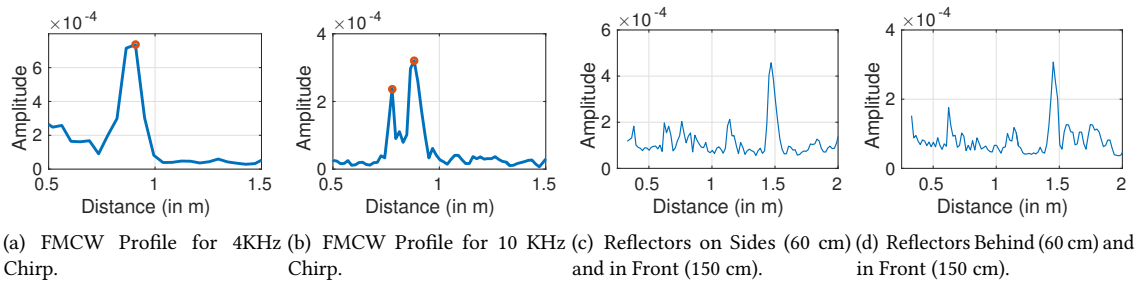 ×10⁻⁴
6
4
2
0
Amplitude
0.5
1
1.5
Distance (in m)
×10⁻⁴
4
2
0
Amplitude
0.5
1
1.5
Distance (in m)
×10⁻⁴
6
4
2
0
Amplitude
0.5
1
1.5
2
Distance (in m)
×10⁻⁴
4
2
0
Amplitude
0.5
1
1.5
2
Distance (in m)
(a) FMCW Profile for 4KHz
Chirp.
(b) FMCW Profile for 10 KHz
Chirp.
(c) Reflectors on Sides (60 cm)
and in Front (150 cm).
(d) Reflectors Behind (60 cm) and
in Front (150 cm).